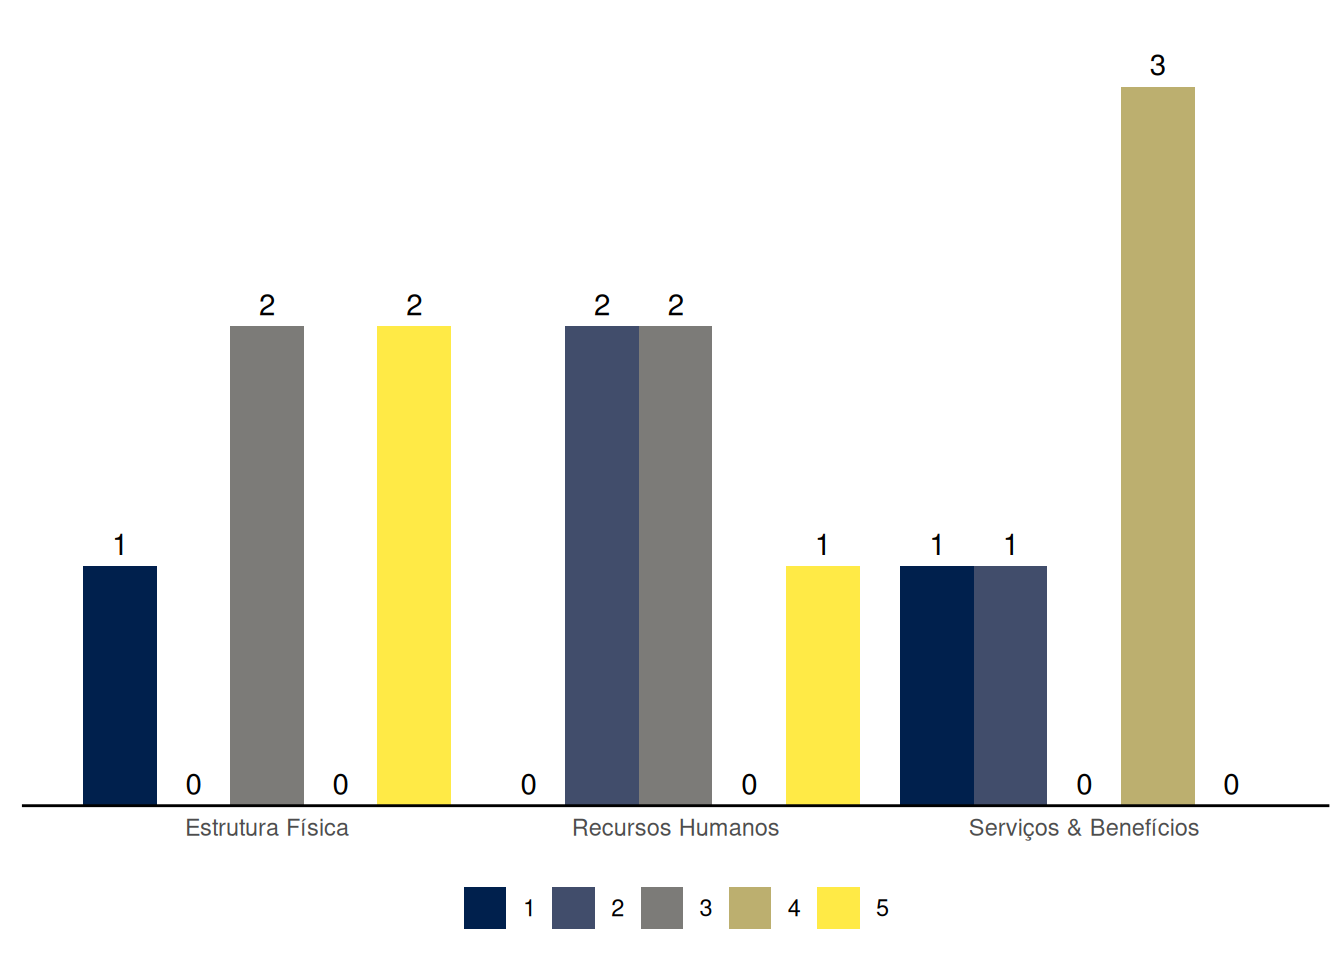 3
2 2 2 2
1 1 1 1
0 0 0 0 0 0
Estrutura Física Recursos Humanos Serviços & Benefícios
1 2 3 4 5